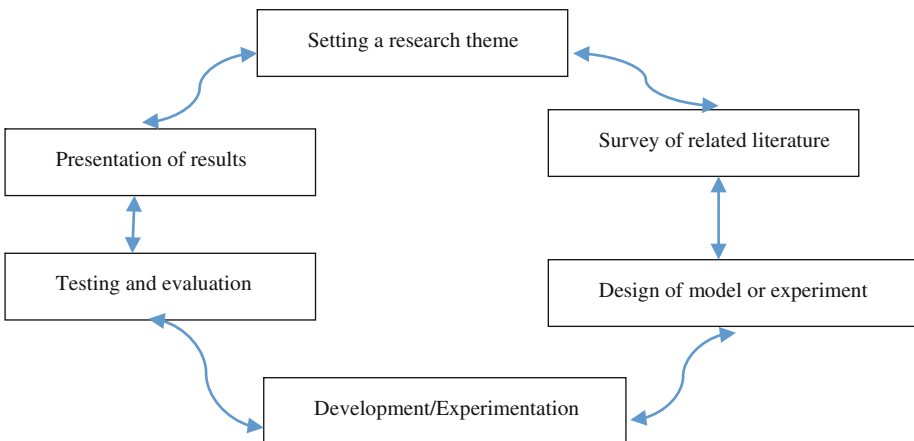 Setting a research theme
Survey of related literature
Presentation of results
Testing and evaluation
Design of model or experiment
Development/Experimentation